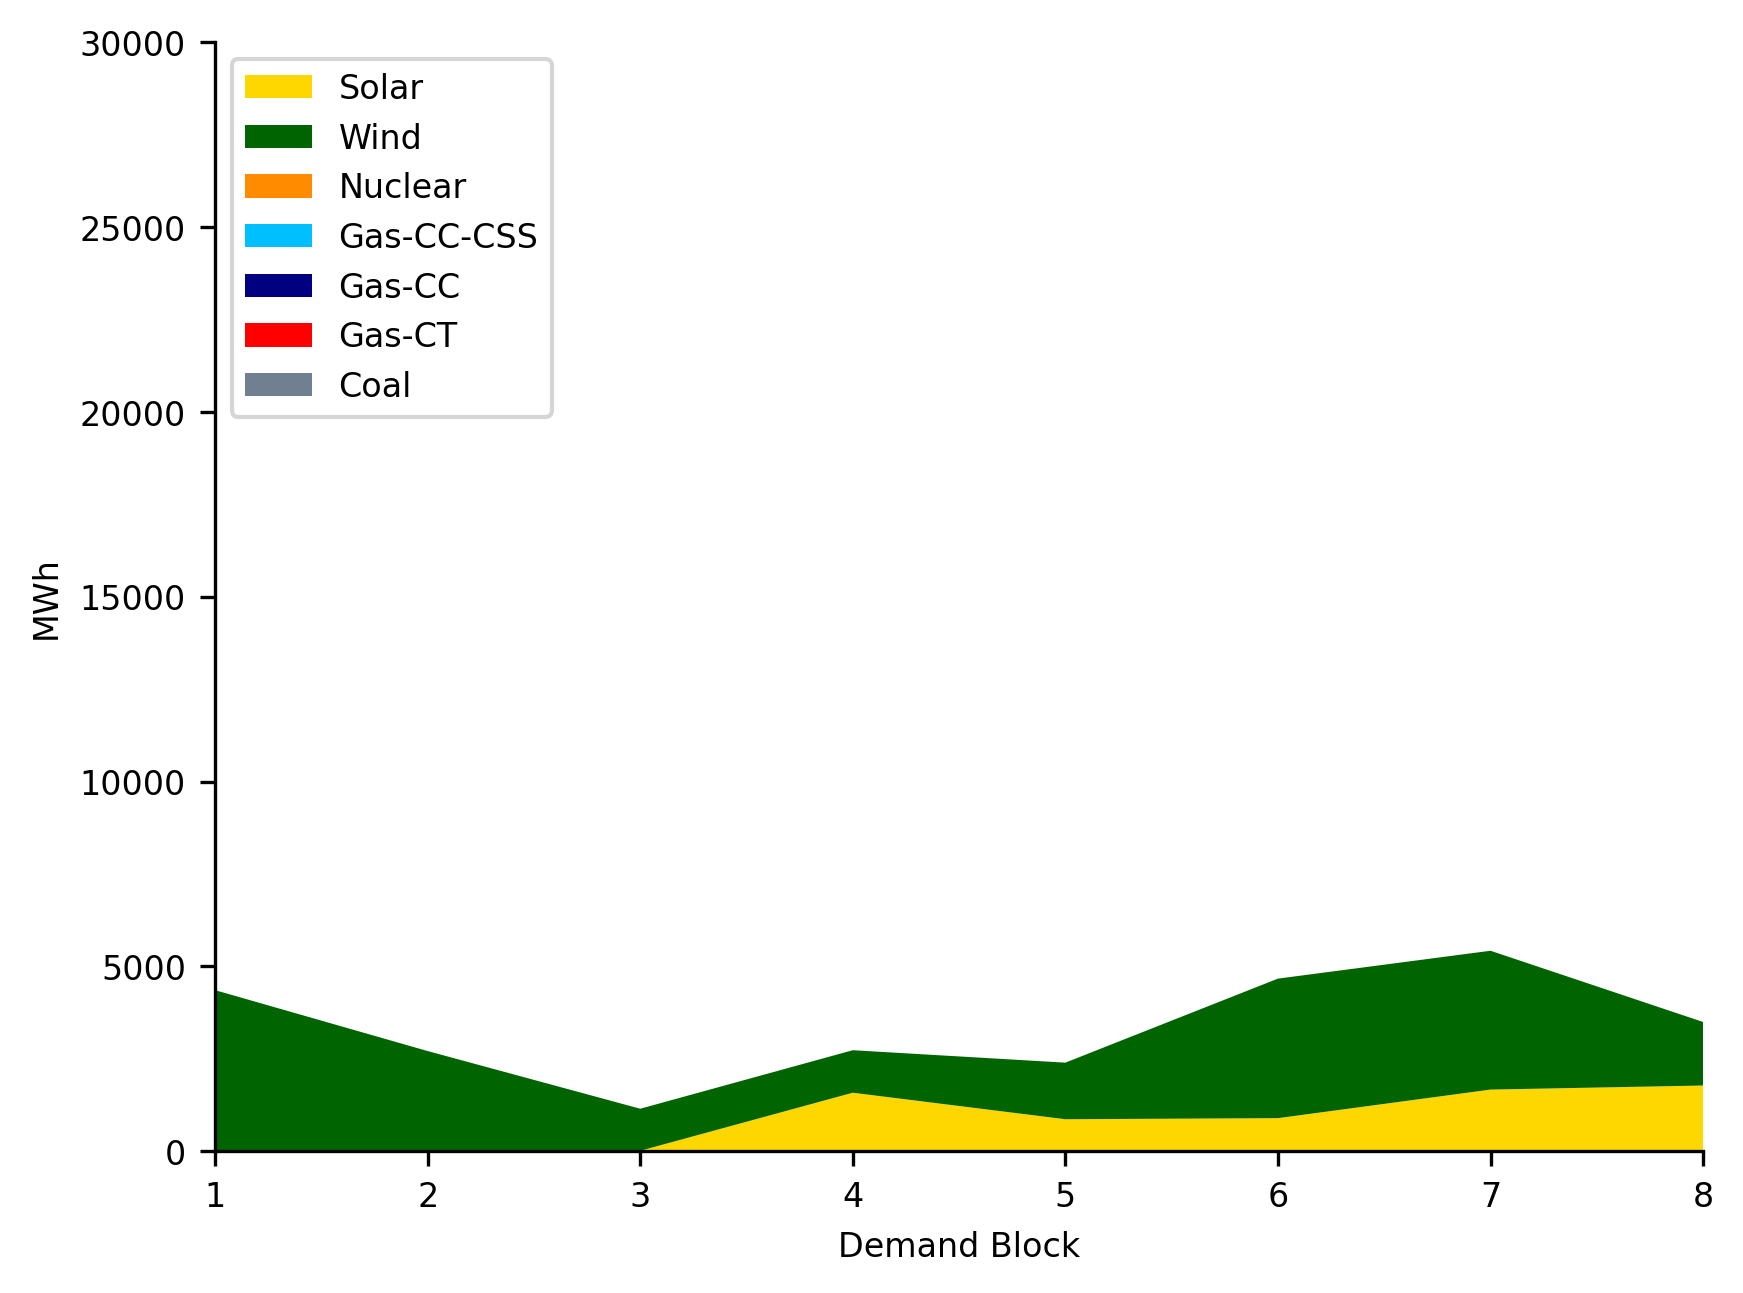 30000
25000
20000
15000
10000
5000
0
MWh
Solar
Wind
Nuclear
Gas-CC-CSS
Gas-CC
Gas-CT
Coal
1 2 3 4 5 6 7 8
Demand Block